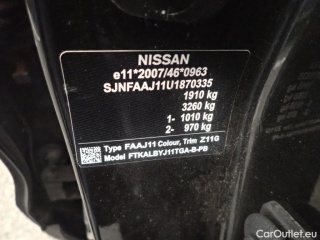 NISSAN
e11*2007/46*0963
SJNFAAJ11U1870335
1910 kg
3260 kg
1- 1010 kg
2- 970 kg
Type FAAJ11 Colour, Trim Z11G
Model FTKALBYJ11TGA-B-PB
CarOutlet.eu